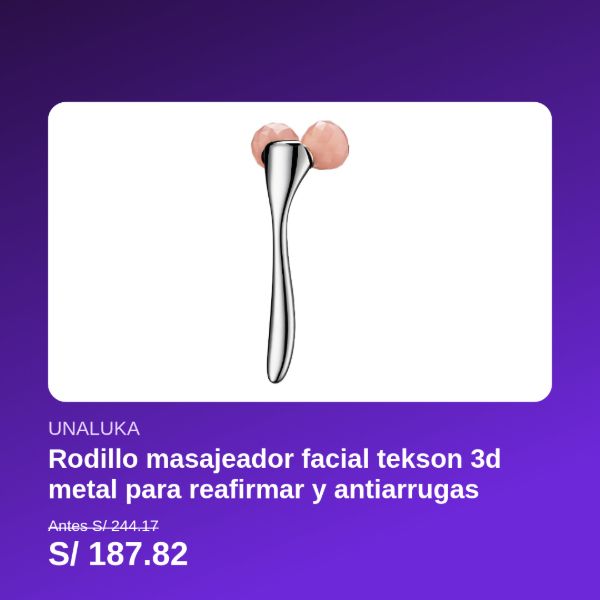 UNALUKA
Rodillo masajeador facial tekson 3d
metal para reafirmar y antiarrugas
Antes S/ 244.17
S/ 187.82